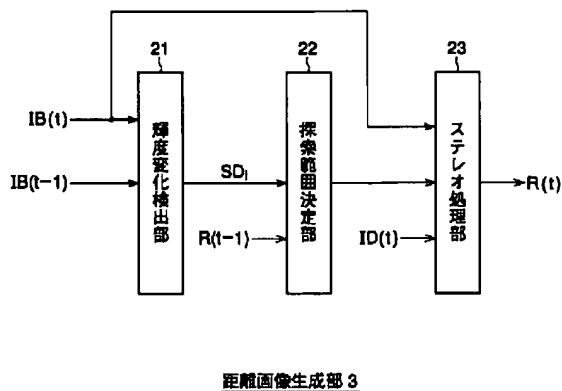 21
22
23
IB(t)
IB(t−1)
輝度変化検出部
SDi
R(t−1)
探索範囲決定部
ID(t)
ステレオ処理部
R(t)
距離画像生成部 3